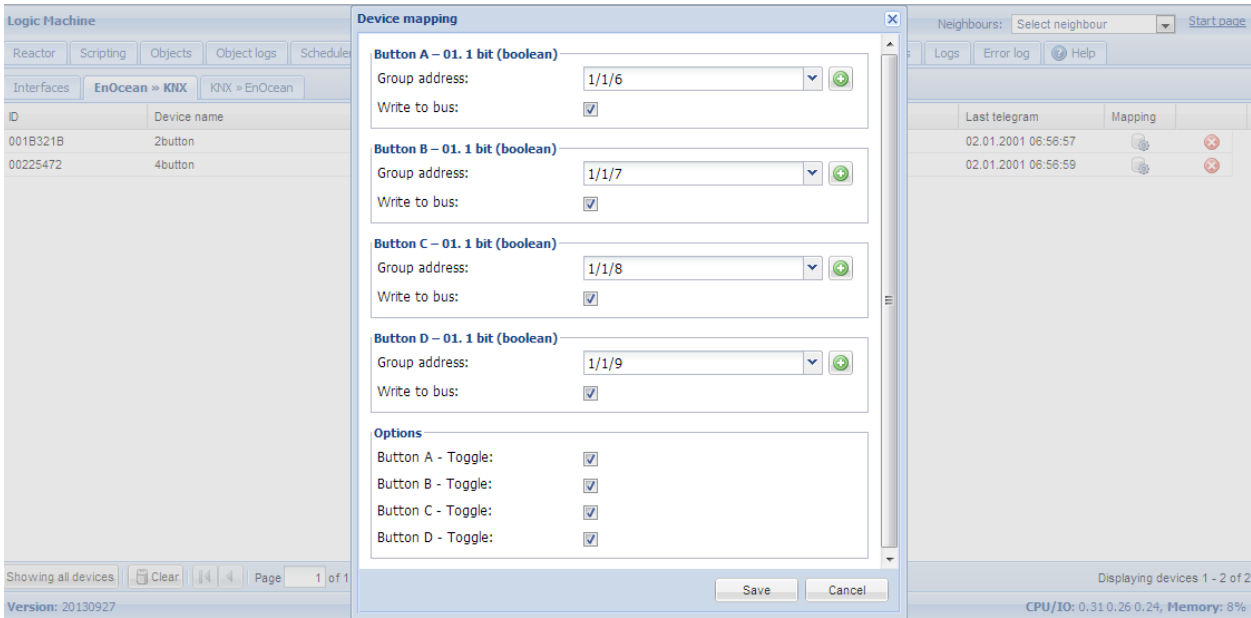 Logic Machine
Device mapping
Neighbours: Select neighbour Start page
Reactor Scripting Objects Object logs Scheduler
Logs Error log Help
Interfaces EnOcean » KNX KNX » EnOcean
ID Device name Last telegram Mapping
001B321B 2button 02.01.2001 06:56:57
00225472 4button 02.01.2001 06:56:59
Button A – 01. 1 bit (boolean)
Group address: 1/1/6
Write to bus:
Button B – 01. 1 bit (boolean)
Group address: 1/1/7
Write to bus:
Button C – 01. 1 bit (boolean)
Group address: 1/1/8
Write to bus:
Button D – 01. 1 bit (boolean)
Group address: 1/1/9
Write to bus:
Options
Button A - Toggle:
Button B - Toggle:
Button C - Toggle:
Button D - Toggle:
Save Cancel
Showing all devices Clear Page 1 of 1
Displaying devices 1 - 2 of 2
Version: 20130927
CPU/IO: 0.31 0.26 0.24, Memory: 8%